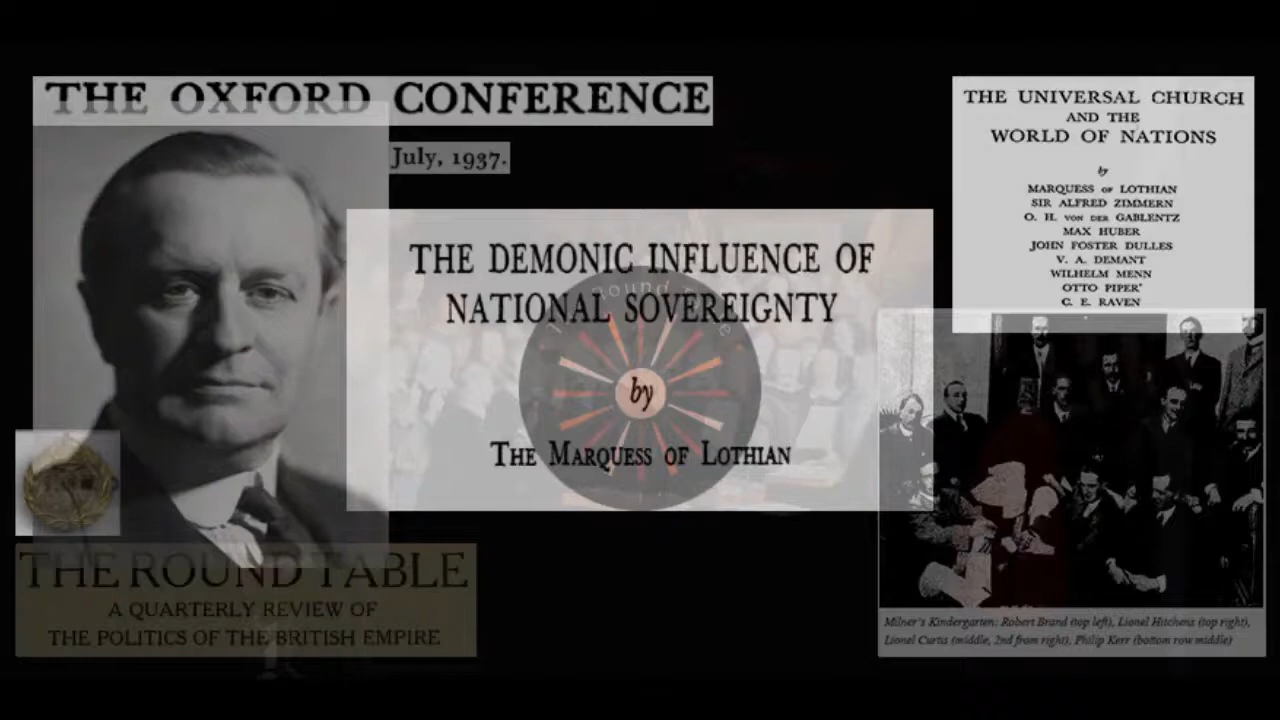 THE OXFORD CONFERENCE
July, 1937.
THE UNIVERSAL CHURCH
AND THE
WORLD OF NATIONS
by
MARQUESS OF LOTHIAN
SIR ALFRED ZIMMERN
O. H. VON DER GABLENTZ
MAX HUBER
JOHN FOSTER DULLES
V. A. DEMANT
WILHELM MENN
OTTO PIPER
C. E. RAVEN
THE DEMONIC INFLUENCE OF
NATIONAL SOVEREIGNTY
by
THE MARQUESS OF LOTHIAN
THE ROUND TABLE
A QUARTERLY REVIEW OF
THE POLITICS OF THE BRITISH EMPIRE
Milner's Kindergarten: Robert Brand (top left), Lionel Hitchens (top right),
Lionel Curtis (middle, 2nd from right), Philip Kerr (bottom row middle)